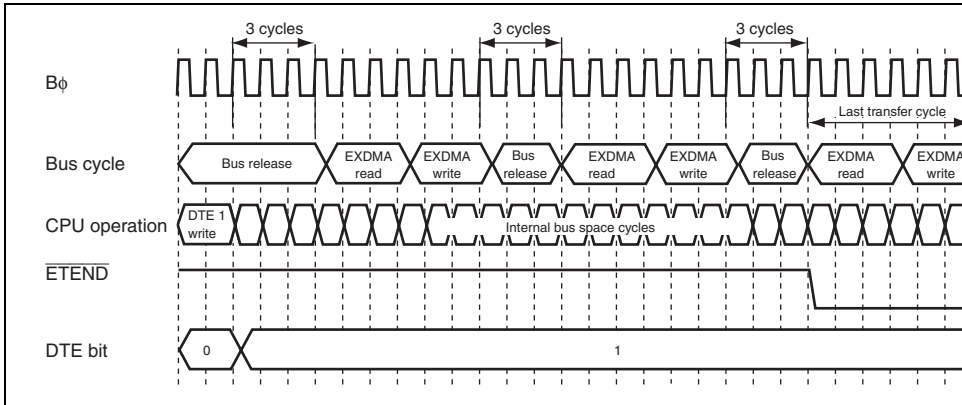 3 cycles 3 cycles 3 cycles
Bϕ
Last transfer cycle
Bus cycle Bus release EXDMA read EXDMA write Bus release EXDMA read EXDMA write Bus release EXDMA read EXDMA write
CPU operation DTE 1 write Internal bus space cycles
ETEND
DTE bit 0 1